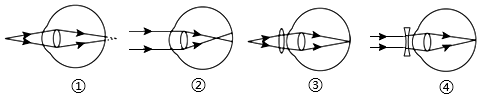 ① ② ③ ④